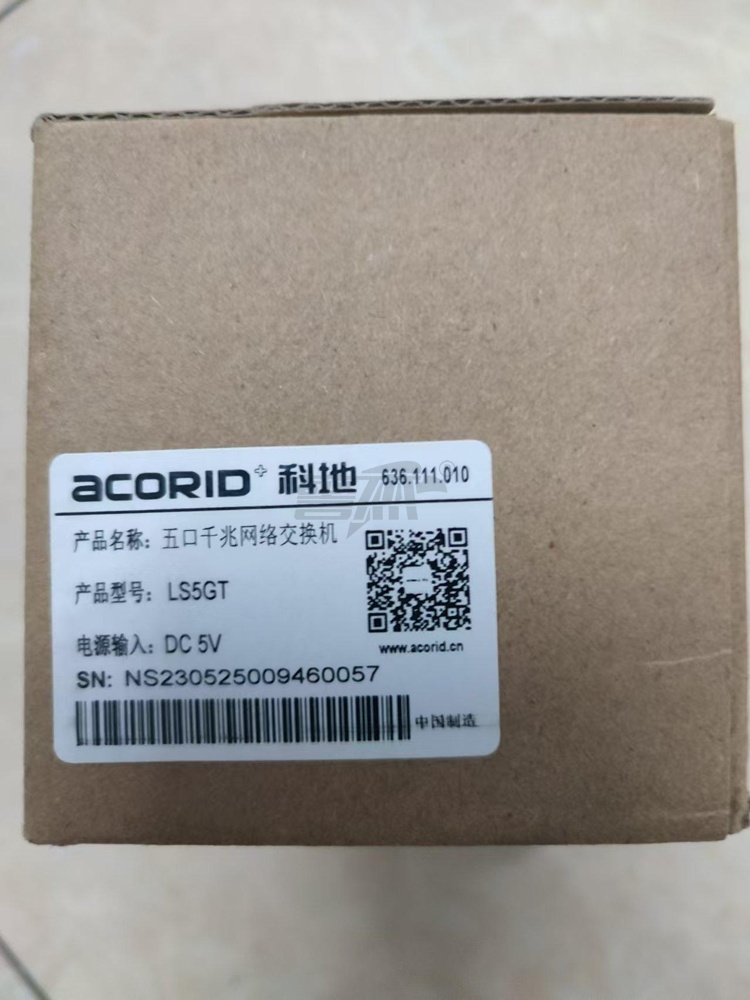 acorid+ 科地 636.111.010
产品名称: 五口千兆网络交换机
产品型号: LS5GT
电源输入: DC 5V
www.acorid.cn
SN: NS230525009460057
中国制造